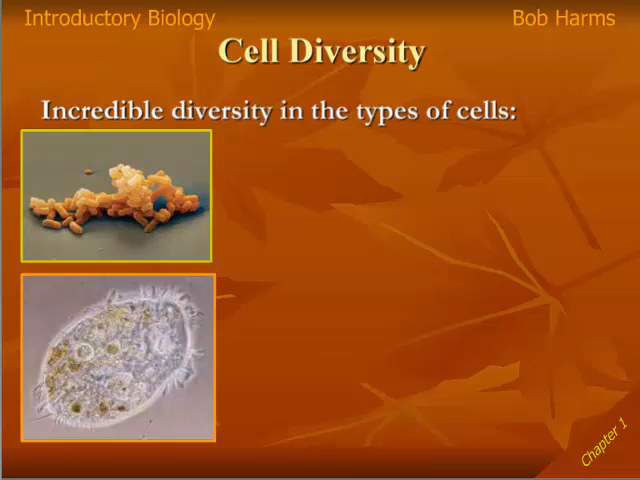 Introductory Biology
Bob Harms
Cell Diversity
Incredible diversity in the types of cells:
Chapter 1